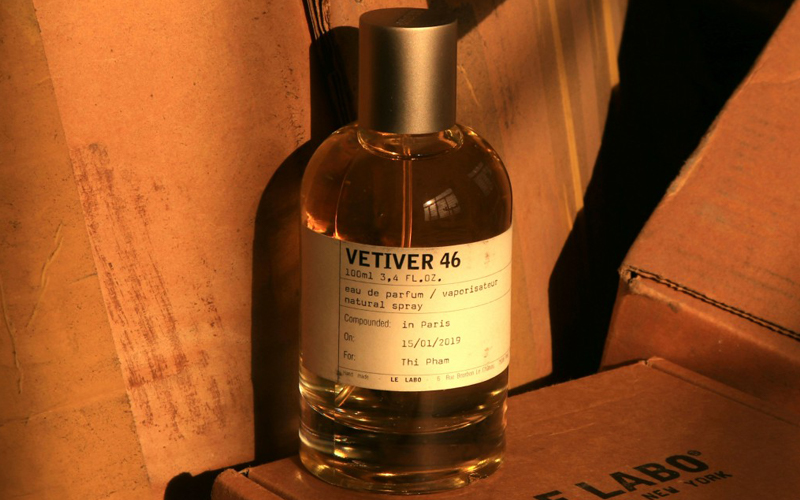 VETIVER 46
100ml 3,4 FL.OZ.
eau de parfum / vaporisateur
natural spray
Compounded: in Paris
On: 15/01/2019
For: Thi Pham
made - LE LABO -
E LABO
NEW YORK